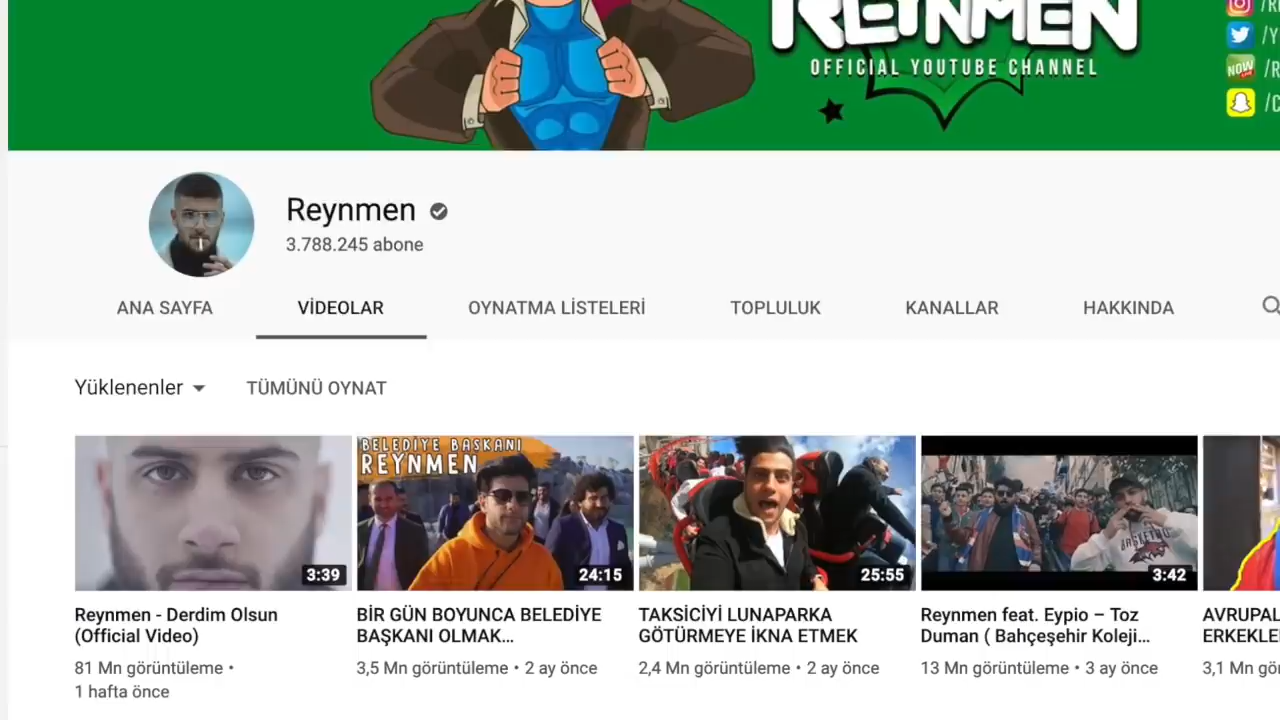 REYNMEN
OFFICIAL YOUTUBE CHANNEL
NOW
Reynmen
3.788.245 abone
ANA SAYFA
VİDEOLAR
OYNATMA LİSTELERİ
TOPLULUK
KANALLAR
HAKKINDA
Yüklenenler
TÜMÜNÜ OYNAT
BELEDİYE BAŞKANI
REYNMEN
3:39
24:15
25:55
3:42
Reynmen - Derdim Olsun
(Official Video)
81 Mn görüntüleme •
1 hafta önce
BİR GÜN BOYUNCA BELEDİYE
BAŞKANI OLMAK...
3,5 Mn görüntüleme • 2 ay önce
TAKSİCİYİ LUNAPARKA
GÖTÜRMEYE İKNA ETMEK
2,4 Mn görüntüleme • 2 ay önce
Reynmen feat. Eypio – Toz
Duman ( Bahçeşehir Koleji...
13 Mn görüntüleme • 3 ay önce
AVRUPAL
ERKEKLE
3,1 Mn gö